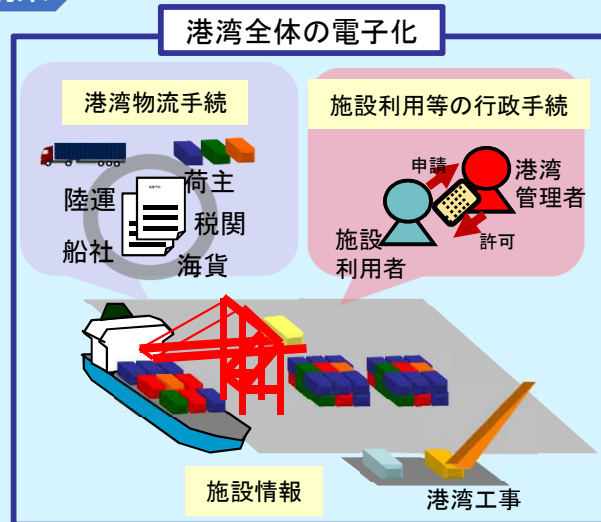 港湾全体の電子化
港湾物流手続
荷主
陸運
税関
船社
海貨
施設利用等の行政手続
申請
港湾
管理者
施設
利用者
許可
施設情報
港湾工事